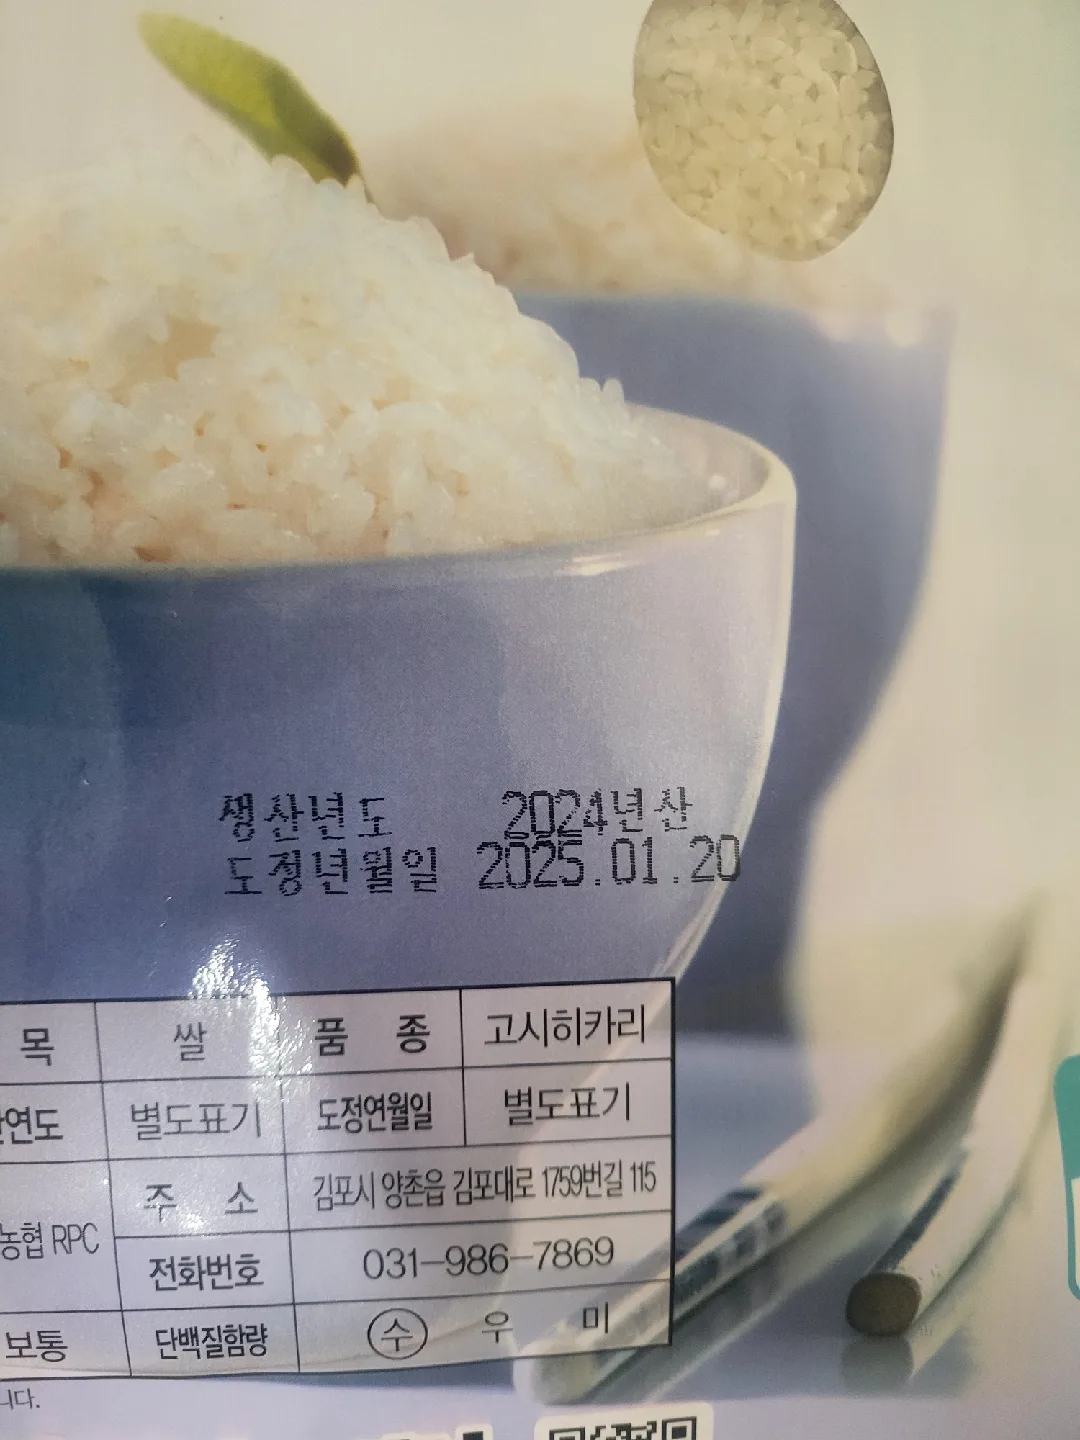 생산년도 2024년산
도정년월일 2025.01.20
목 쌀 품 종 고시히카리
연도 별도표기 도정연월일 별도표기
농협 RPC 주 소 김포시 양촌읍 김포대로 1759번길 115
전화번호 031-986-7869
보통 단백질함량 수 우 미
니다.